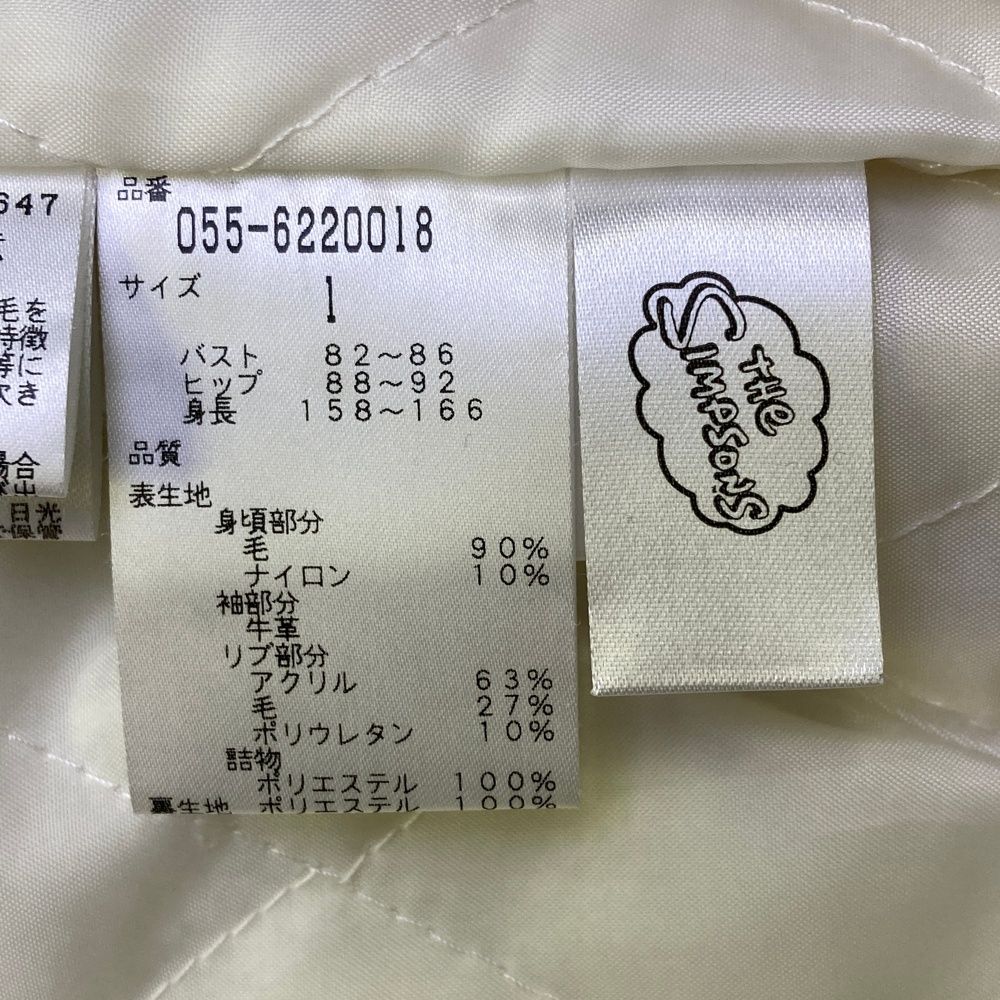 647
毛を
特徴
等に
場合
日光
品番
055-6220018
サイズ 1
バスト 82~86
ヒップ 88~92
身長 158~166
品質
表生地
身頃部分
毛 90%
ナイロン 10%
袖部分
牛革
リブ部分
アクリル 63%
毛 27%
ポリウレタン 10%
詰物
ポリエステル 100%
裏生地 ポリエステル 100%
THE
SIMPSONS